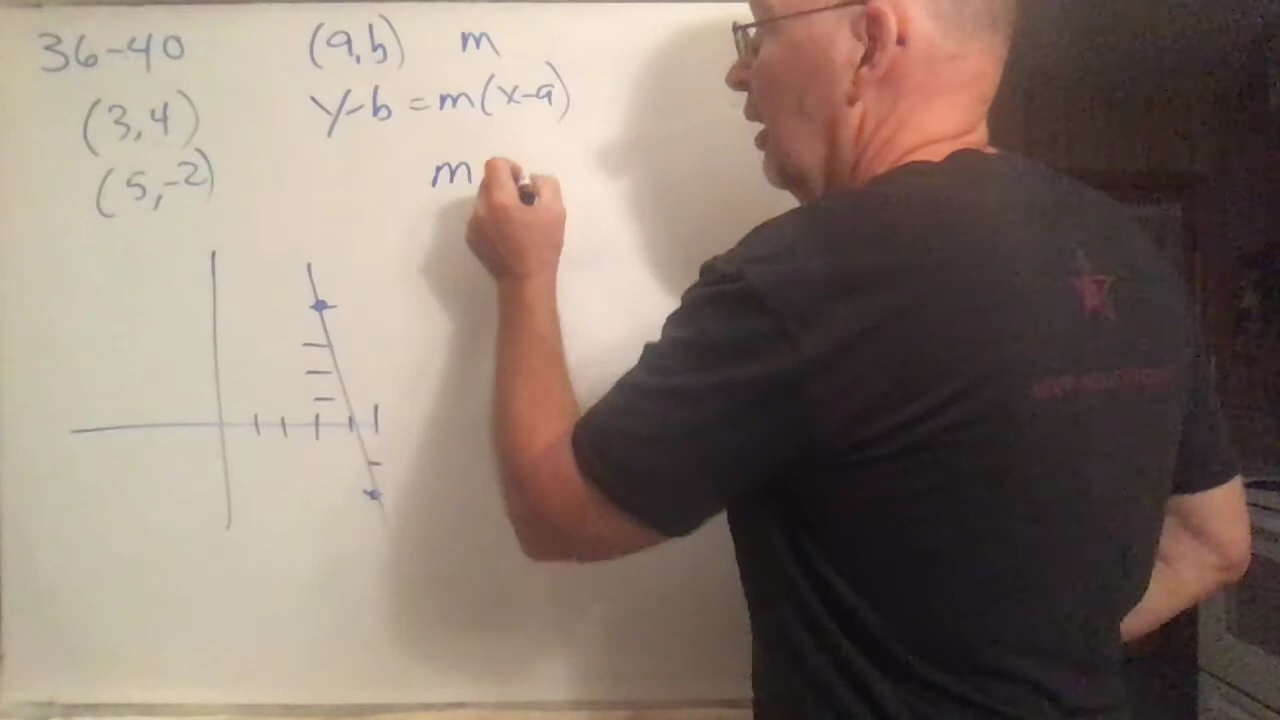 36-40
(3,4)
(5,-2)
(a,b) m
y-b=m(x-a)
m